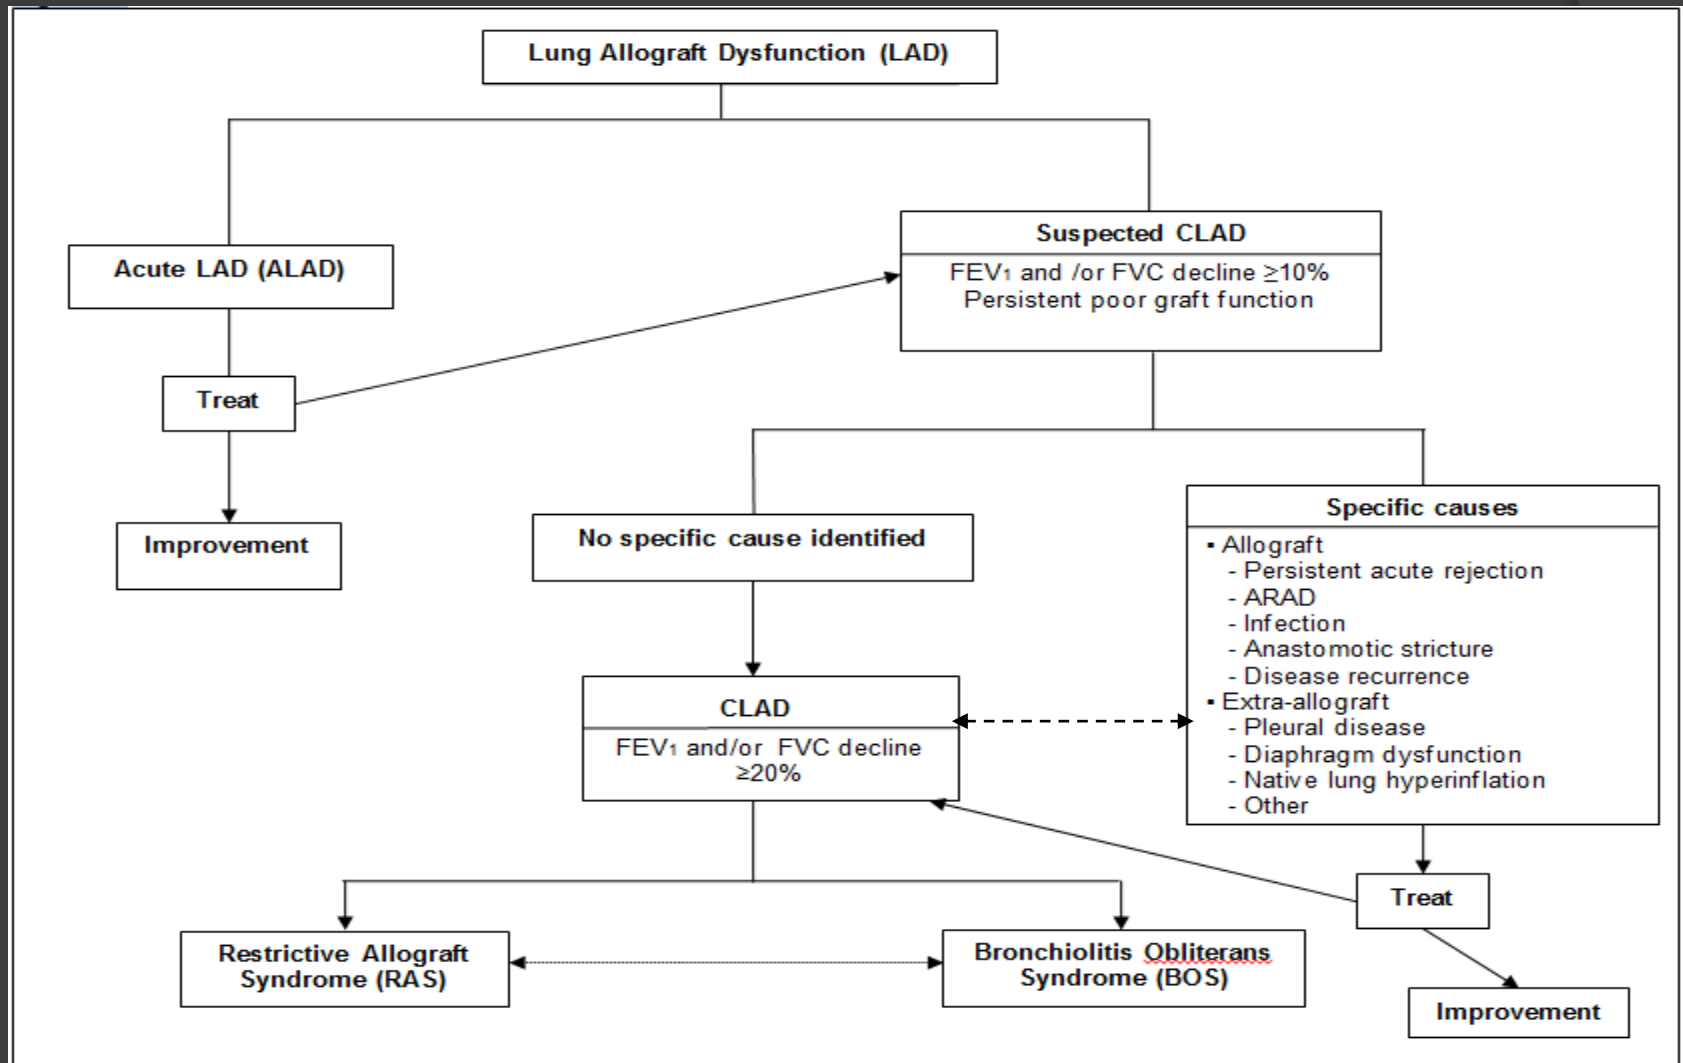 Lung Allograft Dysfunction (LAD)
Acute LAD (ALAD)
Suspected CLAD
FEV1 and /or FVC decline ≥10%
Persistent poor graft function
Treat
Improvement
No specific cause identified
Specific causes
▪ Allograft
- Persistent acute rejection
- ARAD
- Infection
- Anastomotic stricture
- Disease recurrence
▪ Extra-allograft
- Pleural disease
- Diaphragm dysfunction
- Native lung hyperinflation
- Other
CLAD
FEV1 and/or FVC decline
≥20%
Treat
Restrictive Allograft
Syndrome (RAS)
Bronchiolitis Obliterans
Syndrome (BOS)
Improvement